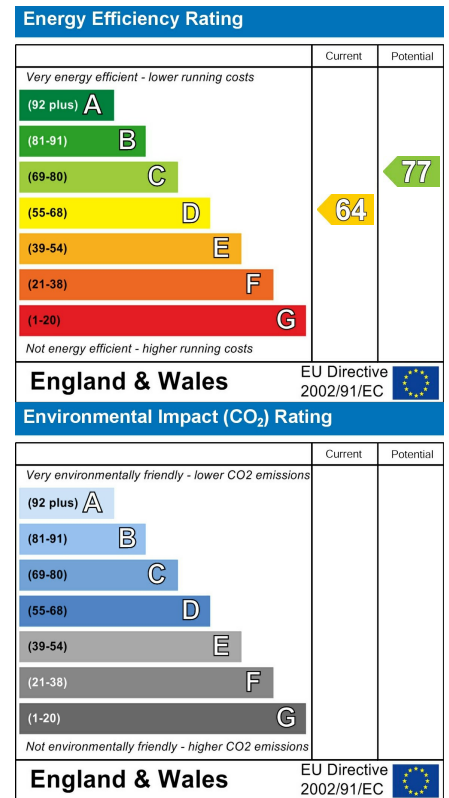 Energy Efficiency Rating
Current Potential
Very energy efficient - lower running costs
(92 plus) A
(81-91) B
(69-80) C
77
(55-68) D
64
(39-54) E
(21-38) F
(1-20) G
Not energy efficient - higher running costs
England & Wales
EU Directive
2002/91/EC
Environmental Impact (CO₂) Rating
Current Potential
Very environmentally friendly - lower CO2 emissions
(92 plus) A
(81-91) B
(69-80) C
(55-68) D
(39-54) E
(21-38) F
(1-20) G
Not environmentally friendly - higher CO2 emissions
England & Wales
EU Directive
2002/91/EC